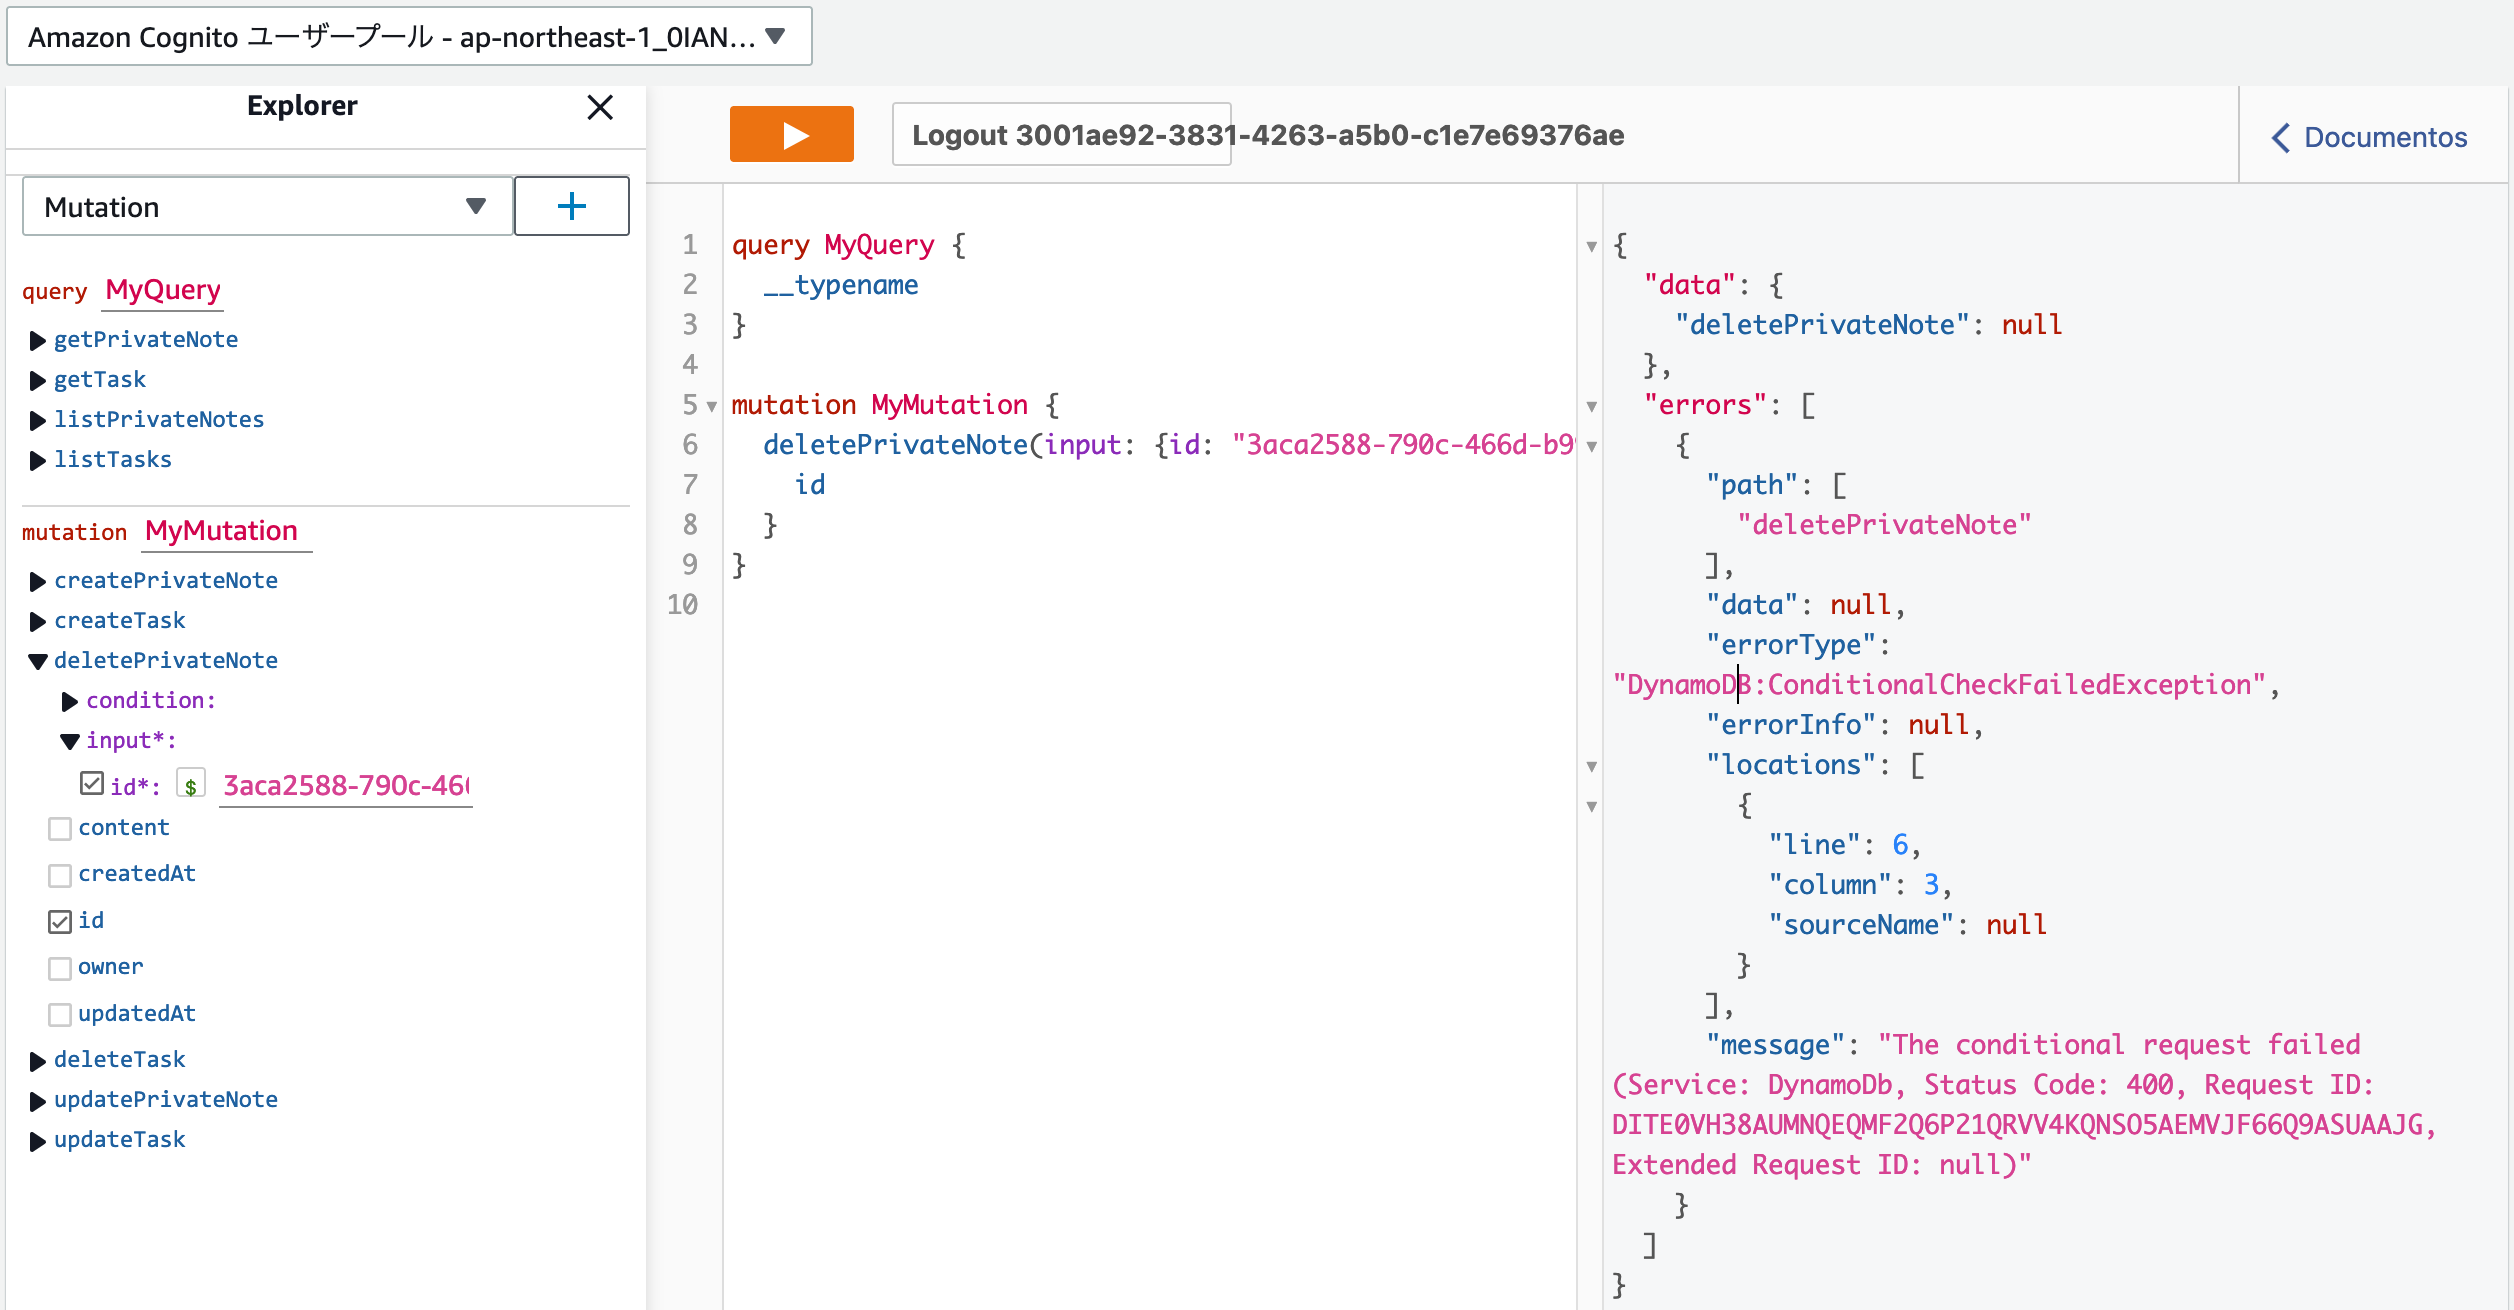 Amazon Cognito ユーザープール - ap-northeast-1_0IAN...
Explorer
Logout 3001ae92-3831-4263-a5b0-c1e7e69376ae
Documentos
Mutation
query MyQuery
getPrivateNote
getTask
listPrivateNotes
listTasks
mutation MyMutation
createPrivateNote
createTask
deletePrivateNote
condition:
input*:
id*: $ 3aca2588-790c-466
content
createdAt
id
owner
updatedAt
deleteTask
updatePrivateNote
updateTask
1 query MyQuery {
2 __typename
3 }
4
5 mutation MyMutation {
6 deletePrivateNote(input: {id: "3aca2588-790c-466d-b9
7 id
8 }
9 }
10
{
"data": {
"deletePrivateNote": null
},
"errors": [
{
"path": [
"deletePrivateNote"
],
"data": null,
"errorType":
"DynamoDB:ConditionalCheckFailedException",
"errorInfo": null,
"locations": [
{
"line": 6,
"column": 3,
"sourceName": null
}
],
"message": "The conditional request failed
(Service: DynamoDb, Status Code: 400, Request ID:
DITE0VH38AUMNQEQMF2Q6P21QRVV4KQNSO5AEMVJF66Q9ASUAAJG,
Extended Request ID: null)"
}
]
}